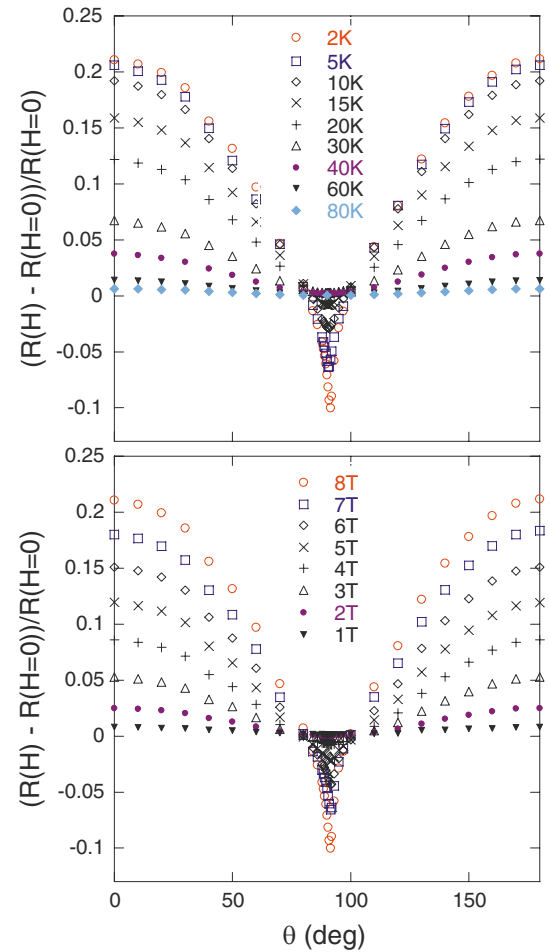 (R(H) - R(H=0))/R(H=0)
0.25
0.2
0.15
0.1
0.05
0
-0.05
-0.1
2K
5K
10K
15K
20K
30K
40K
60K
80K
(R(H) - R(H=0))/R(H=0)
0.25
0.2
0.15
0.1
0.05
0
-0.05
-0.1
8T
7T
6T
5T
4T
3T
2T
1T
0 50 100 150
θ (deg)